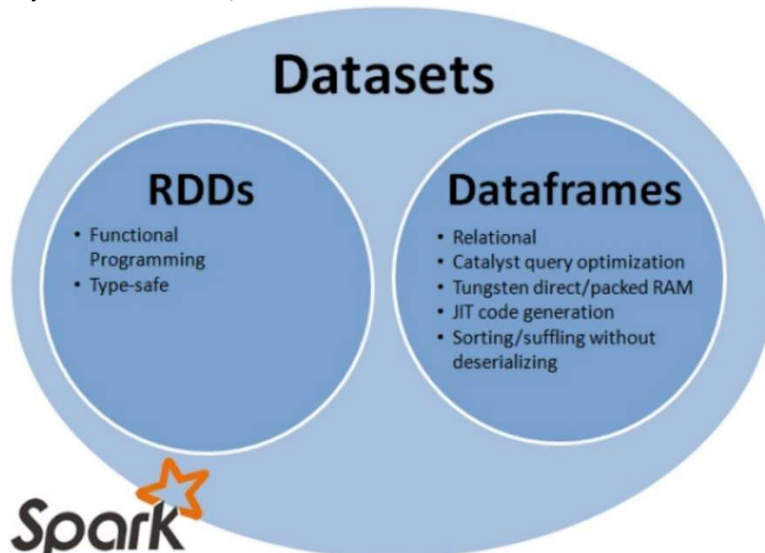 Datasets
RDDs
• Functional
Programming
• Type-safe
Dataframes
• Relational
• Catalyst query optimization
• Tungsten direct/packed RAM
• JIT code generation
• Sorting/suffling without
deserializing
Spark